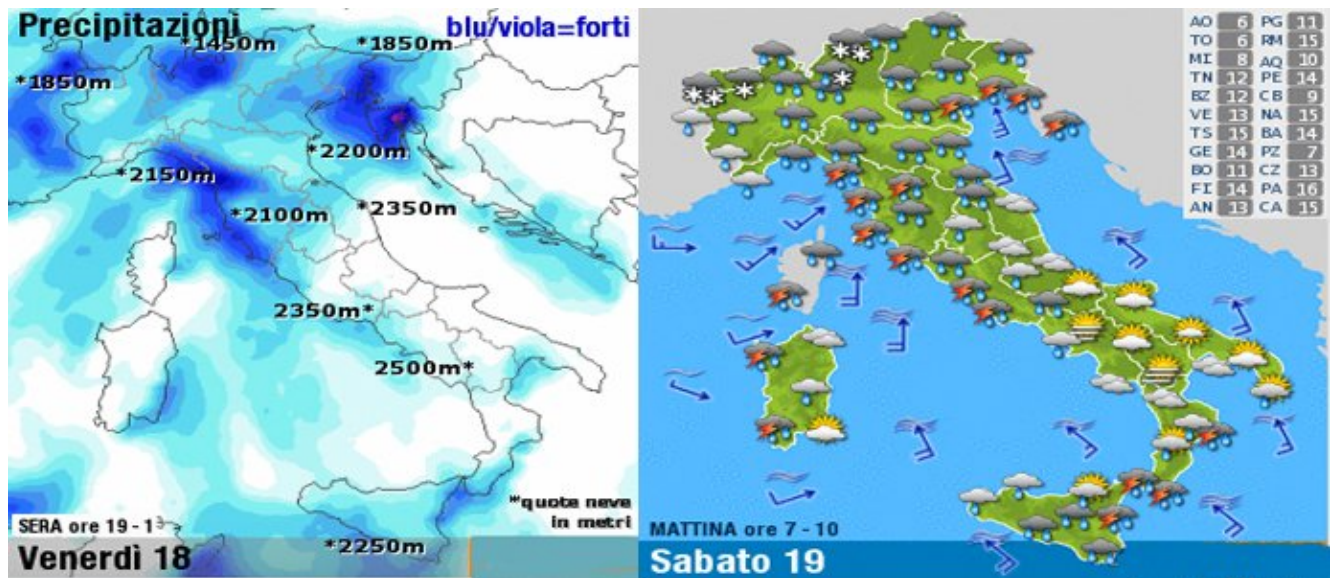 Precipitazioni
blu/viola=forti
*1450m
*1850m
*1850m
*2200m
*2150m
*2100m
*2350m
2350m*
2500m*
*quote neve
in metri
SERA ore 19 - 1
*2250m
Venerdì 18
AO 6 PG 11
TO 6 RM 15
MI 8 AQ 10
TN 12 PE 14
BZ 12 CB 9
VE 13 NA 15
TS 15 BA 14
GE 14 PZ 7
BO 11 CZ 13
FI 14 PA 16
AN 13 CA 15
MATTINA ore 7 - 10
Sabato 19